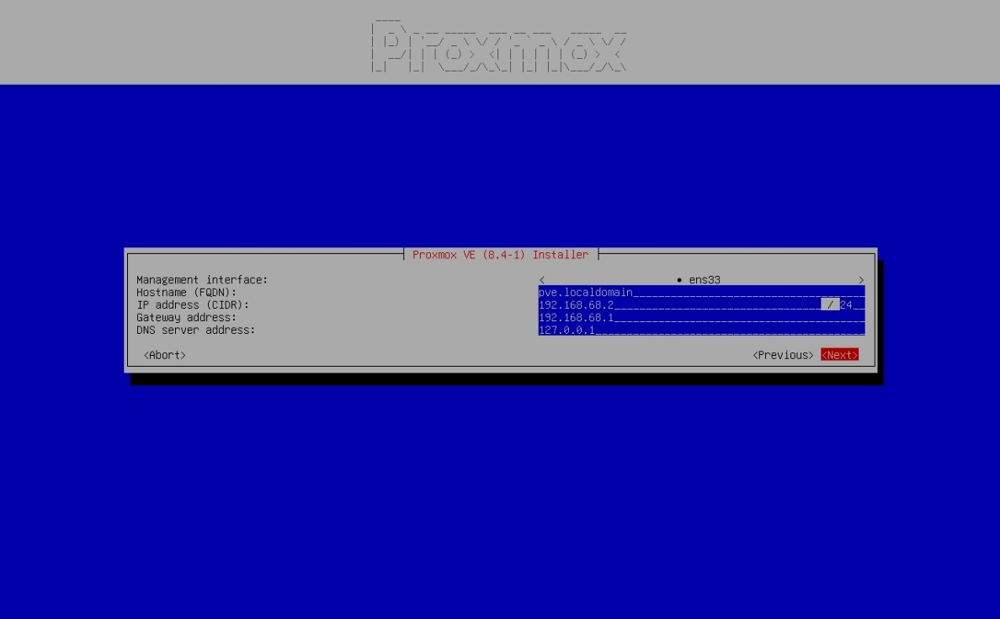 Proxmox
Proxmox VE (8.4-1) Installer
Management interface: < • ens33 >
Hostname (FQDN): pve.localdomain
IP address (CIDR): 192.168.68.2 / 24
Gateway address: 192.168.68.1
DNS server address: 127.0.0.1
<Abort> <Previous> <Next>